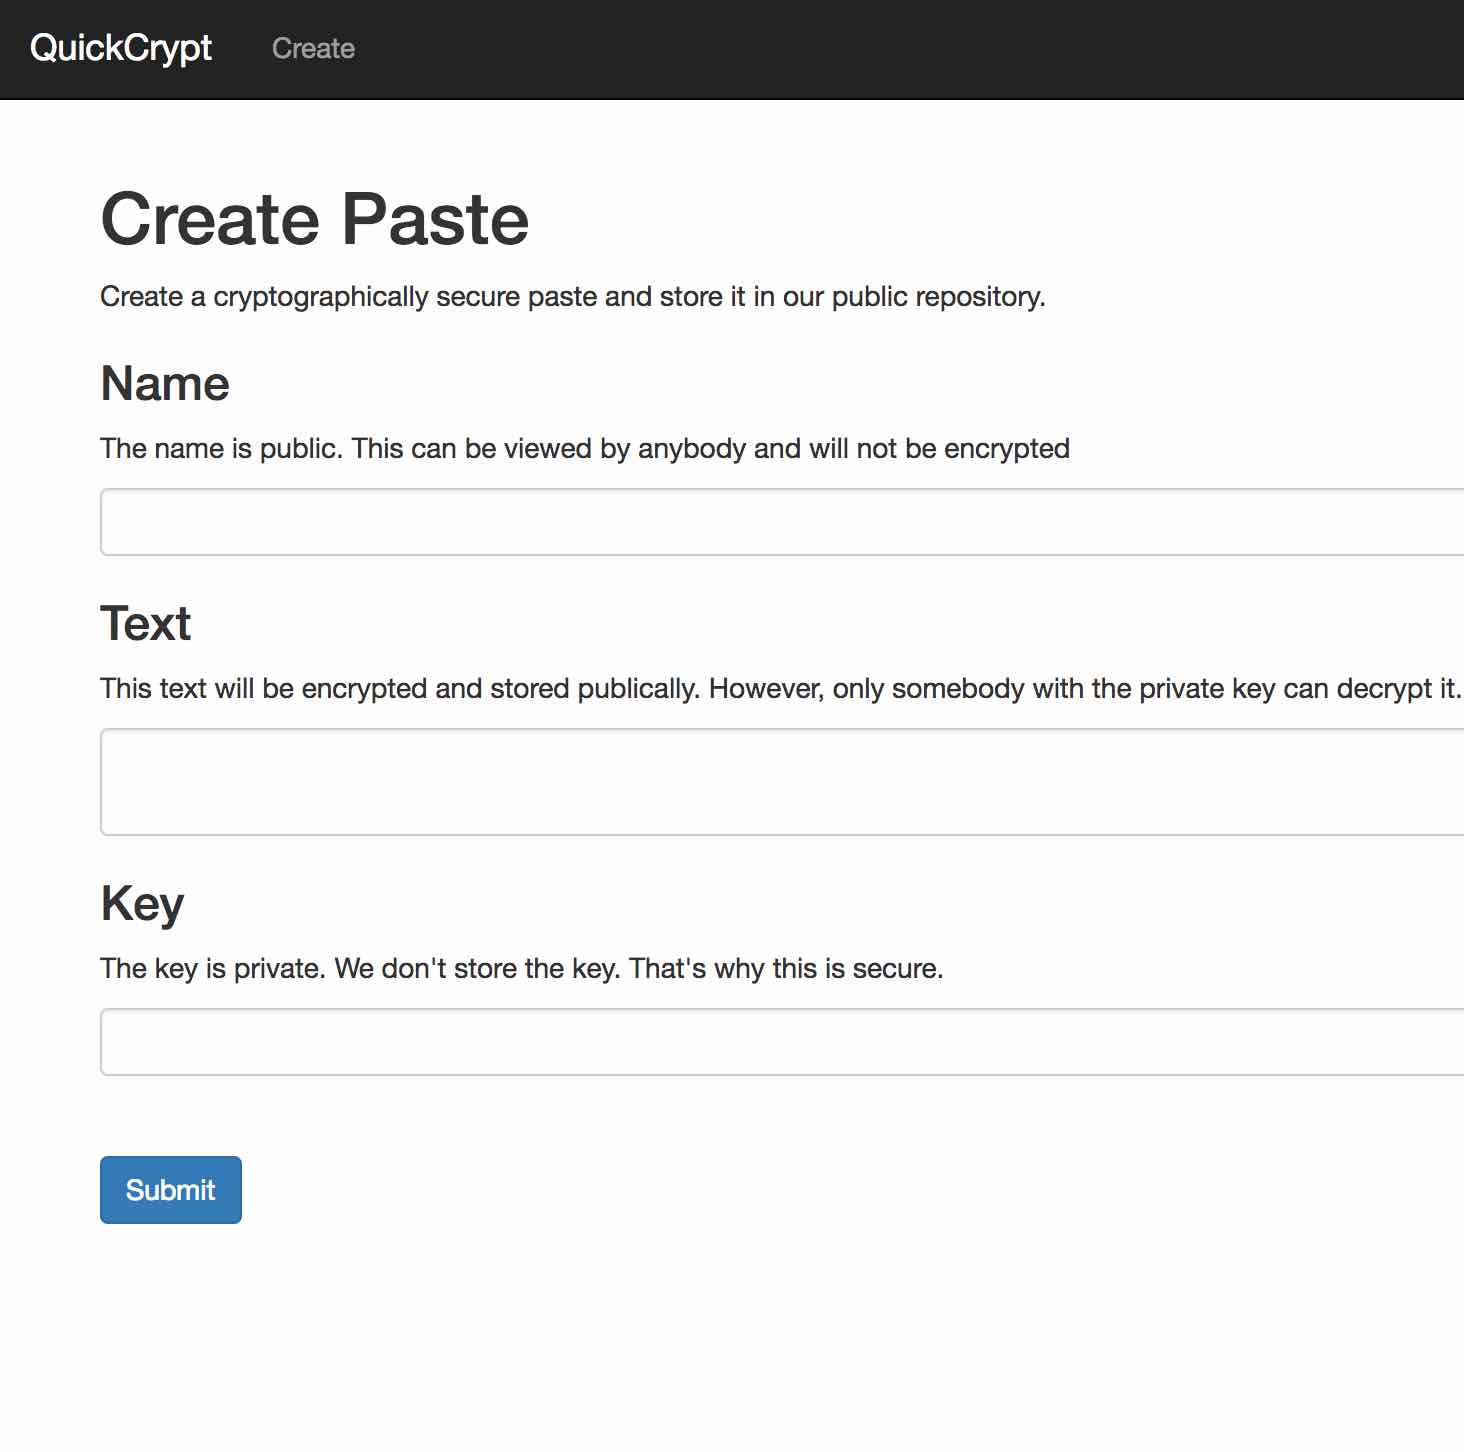 QuickCrypt Create
Create Paste
Create a cryptographically secure paste and store it in our public repository.
Name
The name is public. This can be viewed by anybody and will not be encrypted
Text
This text will be encrypted and stored publically. However, only somebody with the private key can decrypt it.
Key
The key is private. We don't store the key. That's why this is secure.
Submit